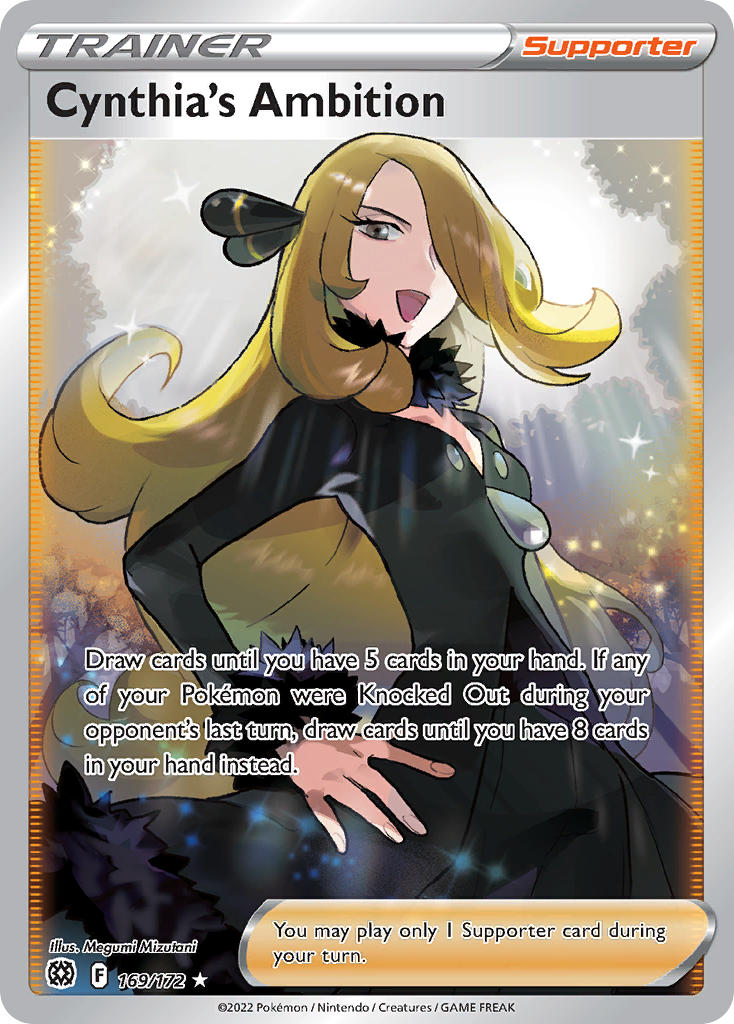 TRAINER
Supporter
Cynthia's Ambition
Draw cards until you have 5 cards in your hand. If any
of your Pokémon were Knocked Out during your
opponent's last turn, draw cards until you have 8 cards
in your hand instead.
You may play only 1 Supporter card during
your turn.
Illus. Megumi Mizutani
F 169/172 ★
©2022 Pokémon / Nintendo / Creatures / GAME FREAK